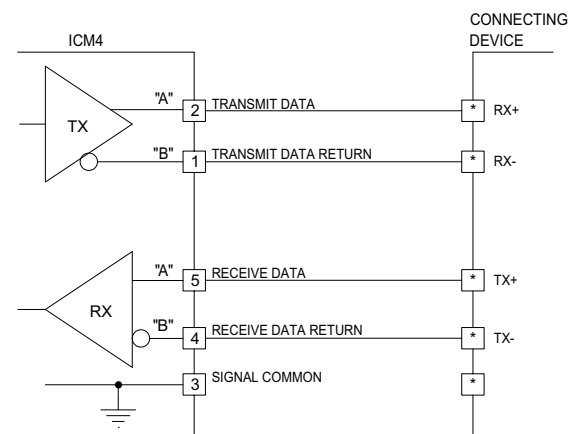 CONNECTING
ICM4 DEVICE
"A" 2 TRANSMIT DATA * RX+
TX
"B" 1 TRANSMIT DATA RETURN * RX-
"A" 5 RECEIVE DATA * TX+
RX
"B" 4 RECEIVE DATA RETURN * TX-
3 SIGNAL COMMON *